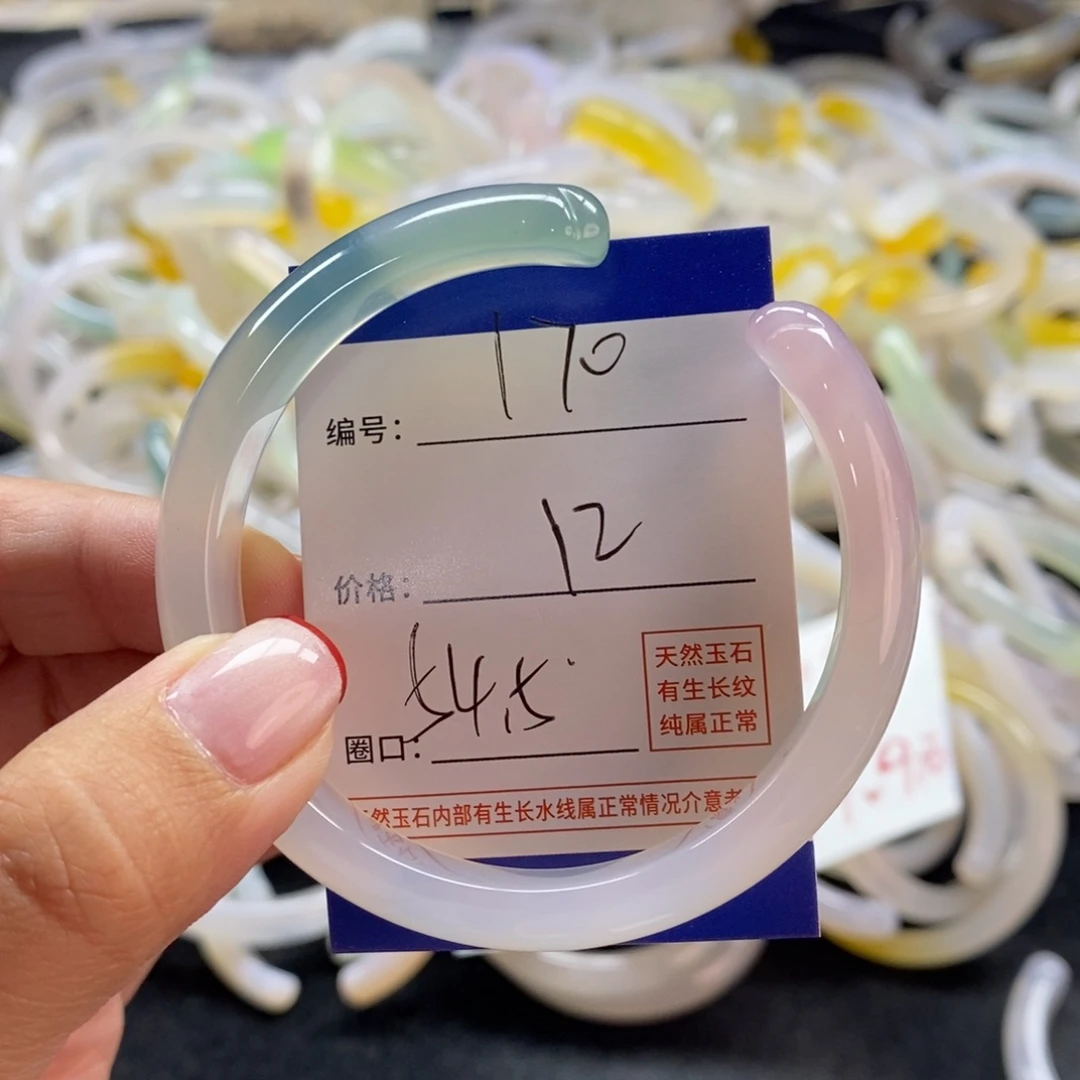 编号: 170
价格: 12
圈口: 54.5
天然玉石
有生长纹
纯属正常
然玉石内部有生长水线属正常情况介意